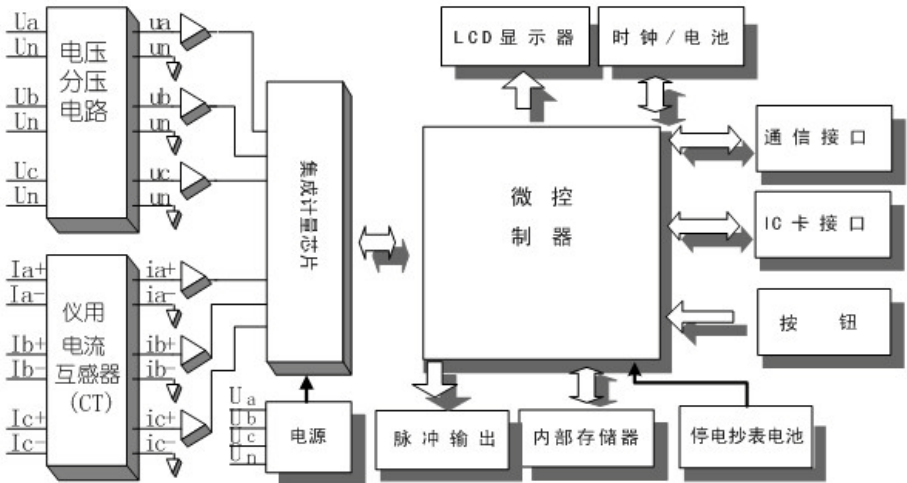 Ua
Un
Ub
Un
Uc
Un
电压
分压
电路
ua
un
ub
un
uc
un
Ia+
Ia-
Ib+
Ib-
Ic+
Ic-
仪用
电流
互感器
(CT)
ia+
ia-
ib+
ib-
ic+
ic-
集成计量芯片
Ua
Ub
Uc
Un
电源
LCD显示器
时钟/电池
微控
制器
通信接口
IC卡接口
按钮
脉冲输出
内部存储器
停电抄表电池